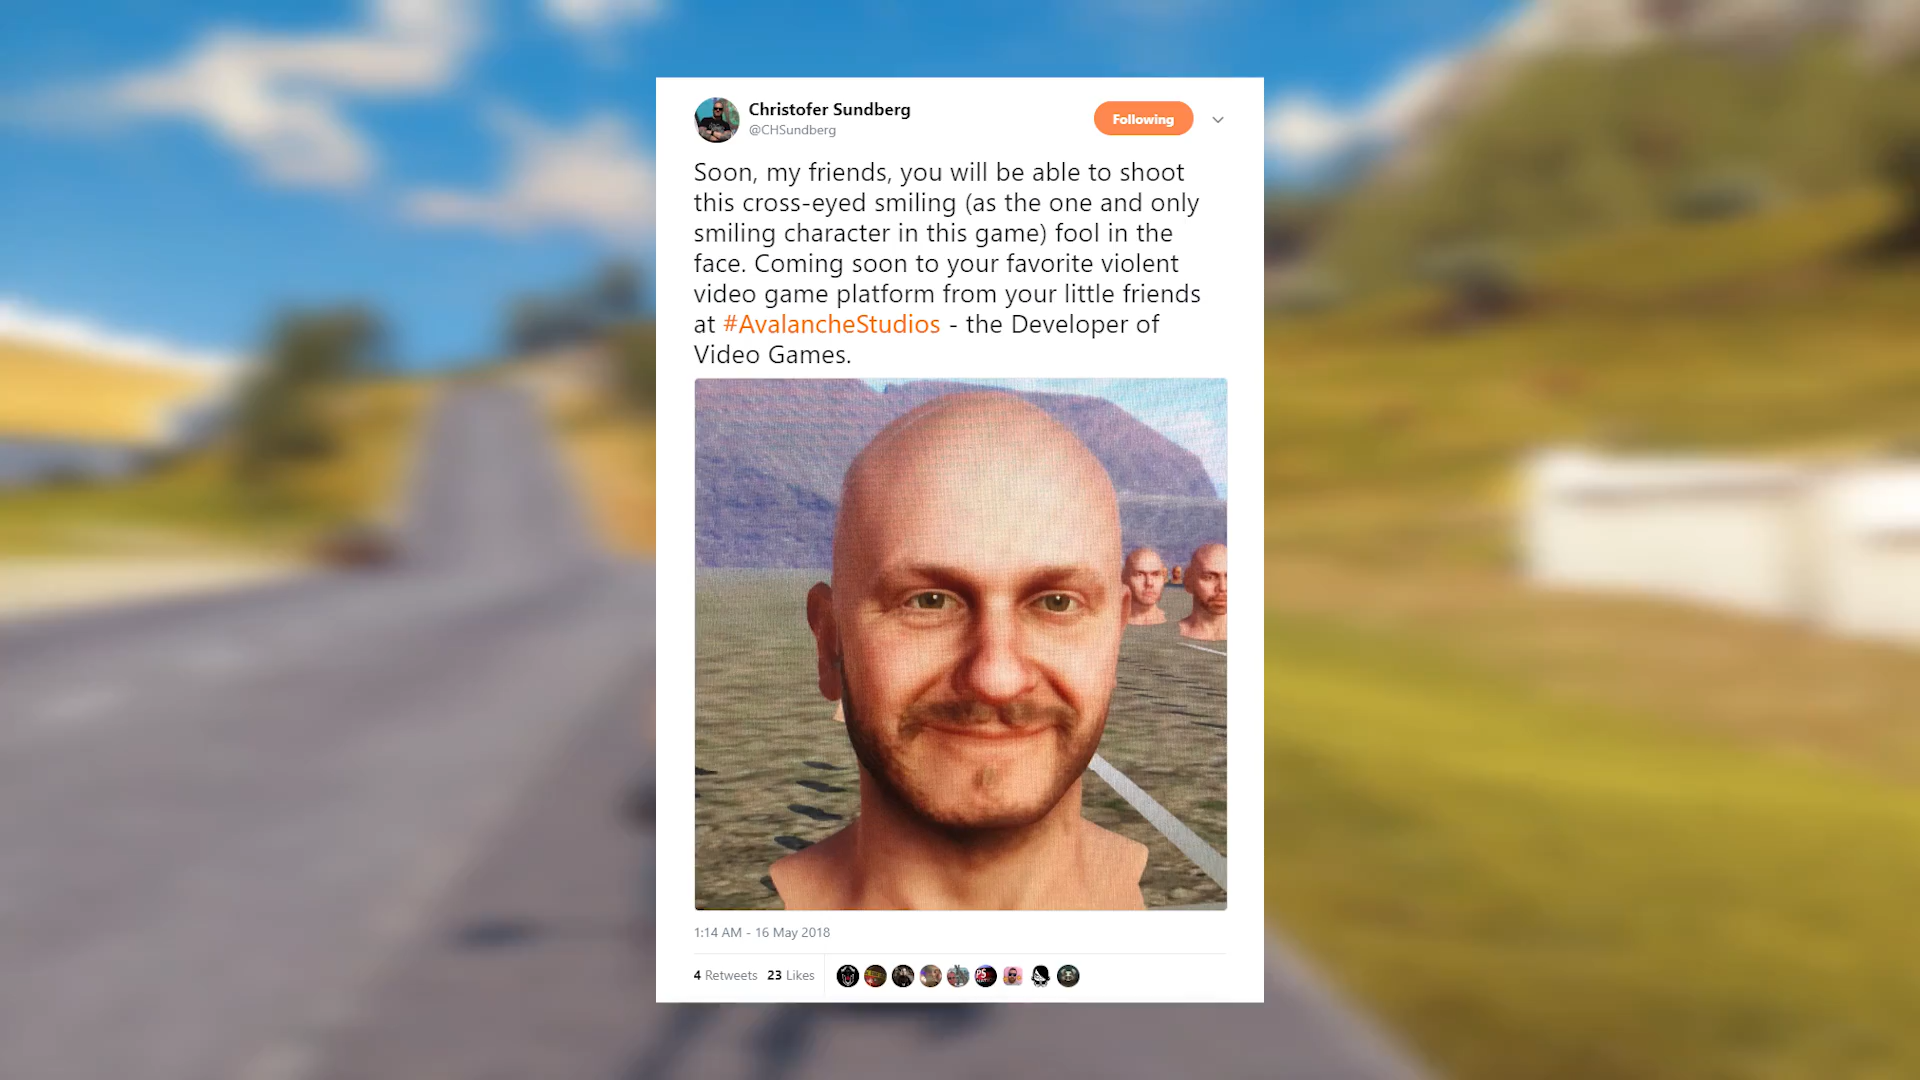 Christofer Sundberg
@CHSundberg
Following
Soon, my friends, you will be able to shoot
this cross-eyed smiling (as the one and only
smiling character in this game) fool in the
face. Coming soon to your favorite violent
video game platform from your little friends
at #AvalancheStudios - the Developer of
Video Games.
1:14 AM - 16 May 2018
4 Retweets 23 Likes